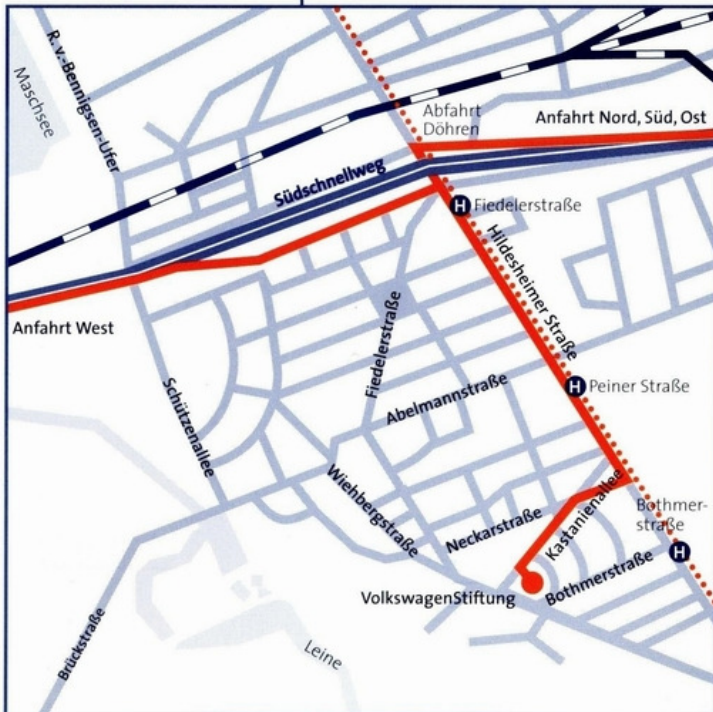 R. v.-Bennigsen-Ufer
Maschsee
Abfahrt
Döhren
Anfahrt Nord, Süd, Ost
Südschnellweg
H Fiedelerstraße
Hildesheimer Straße
Anfahrt West
Fiedelerstraße
H Peiner Straße
Schützenallee
Abelmannstraße
Wiehbergstraße
Neckarstraße
Kastanienallee
Bothmer-
straße
H
Bothmerstraße
VolkswagenStiftung
Brückstraße
Leine